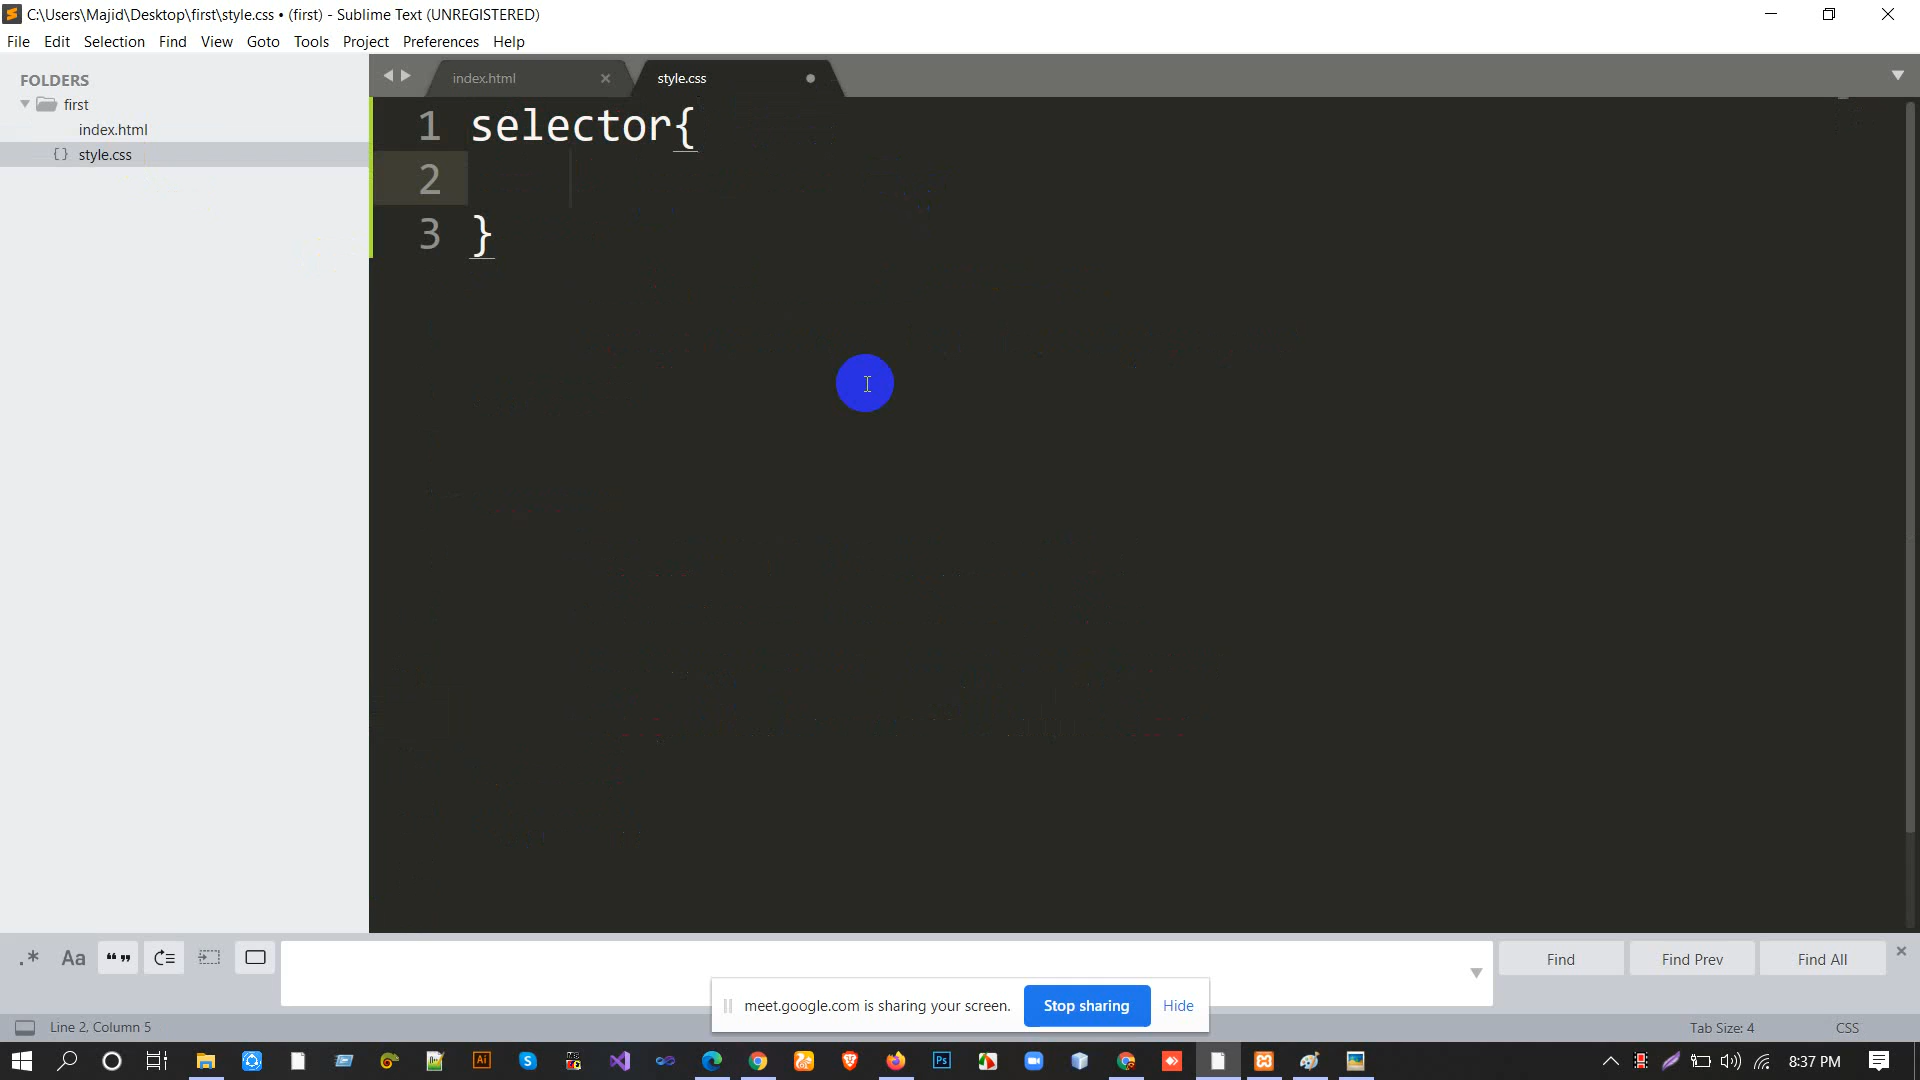 C:\Users\Majid\Desktop\first\style.css • (first) - Sublime Text (UNREGISTERED)
File Edit Selection Find View Goto Tools Project Preferences Help
FOLDERS
first
index.html
{} style.css
index.html
style.css
1 selector{
2
3 }
.* Aa Find Find Prev Find All
meet.google.com is sharing your screen. Stop sharing Hide
Line 2, Column 5
Tab Size: 4
CSS
8:37 PM